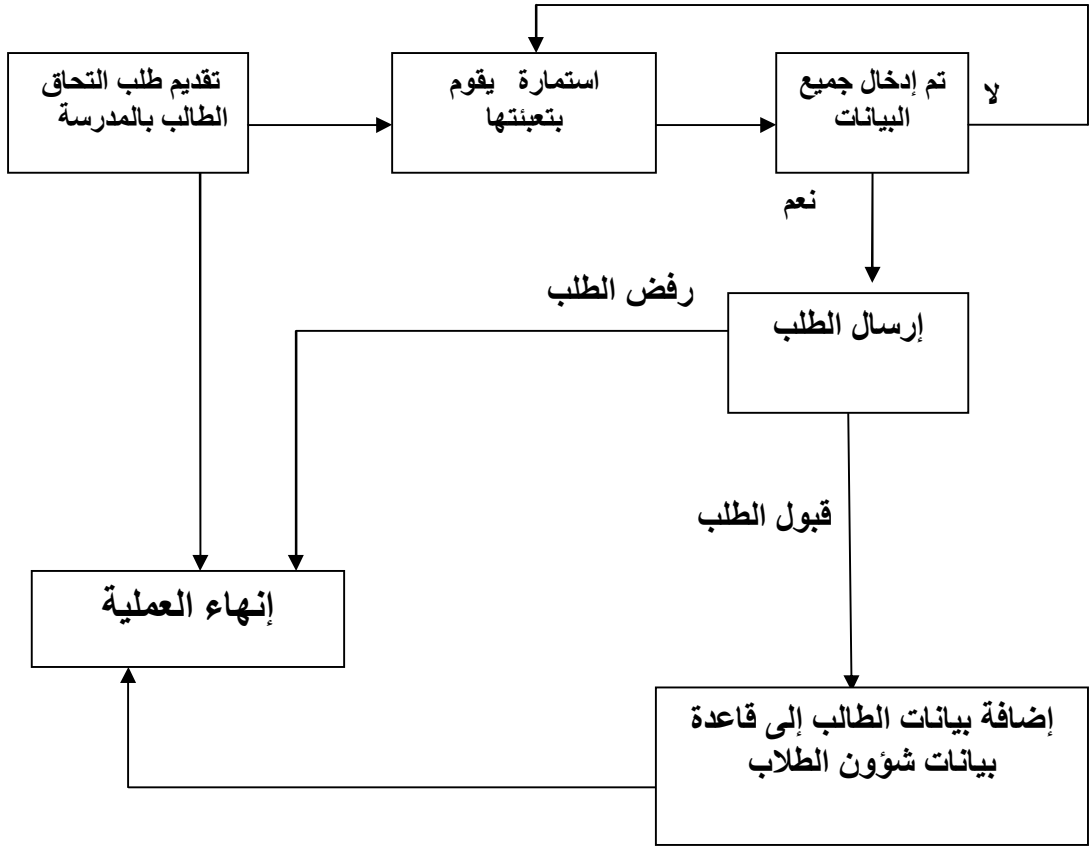 تقديم طلب التحاق
الطالب بالمدرسة
استمارة يقوم
بتعبئتها
تم إدخال جميع
البيانات
لا
نعم
إرسال الطلب
رفض الطلب
قبول الطلب
إنهاء العملية
إضافة بيانات الطالب إلى قاعدة
بيانات شؤون الطلاب